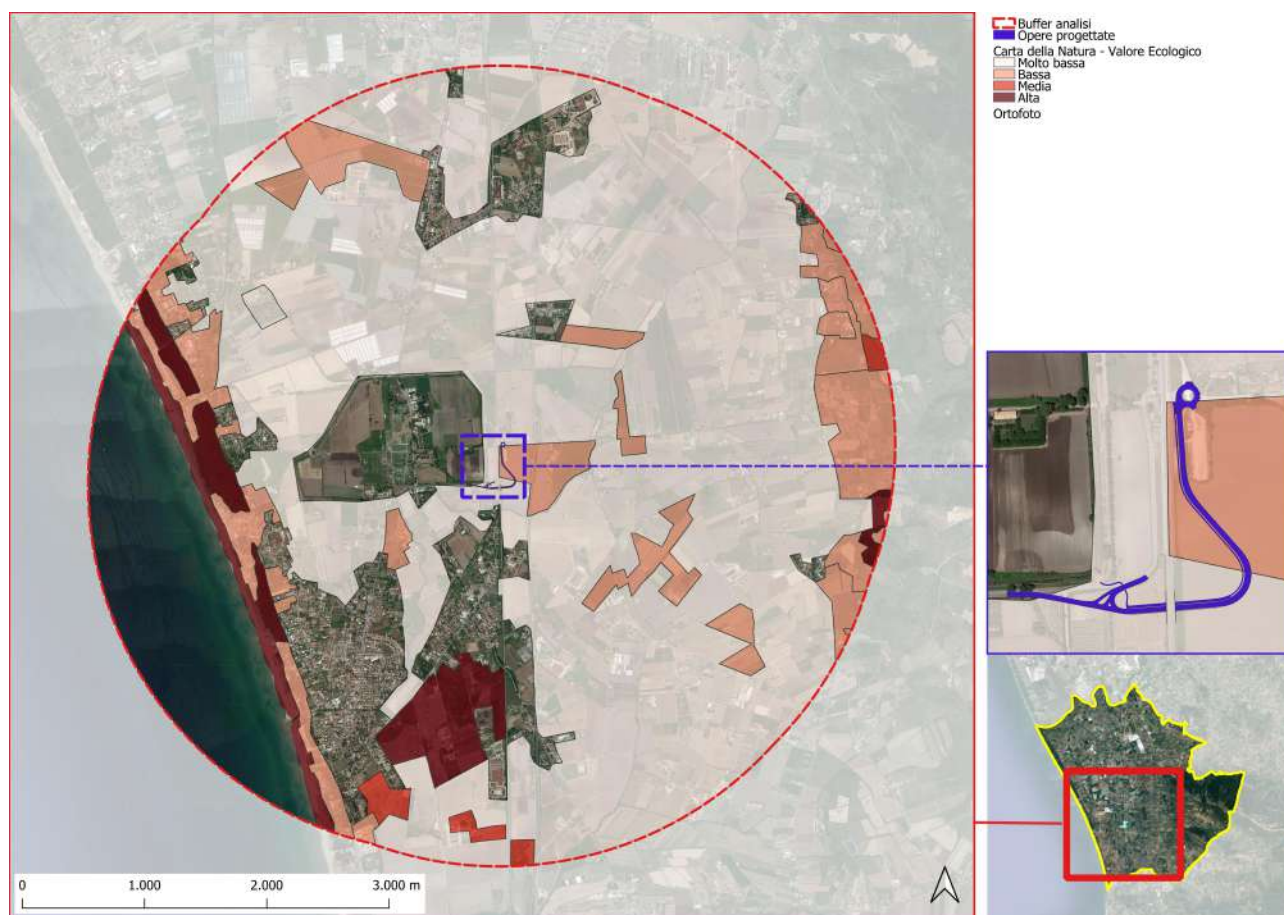 Buffer analisi
Opere progettate
Carta della Natura - Valore Ecologico
Molto bassa
Bassa
Media
Alta
Ortofoto
0 1.000 2.000 3.000 m